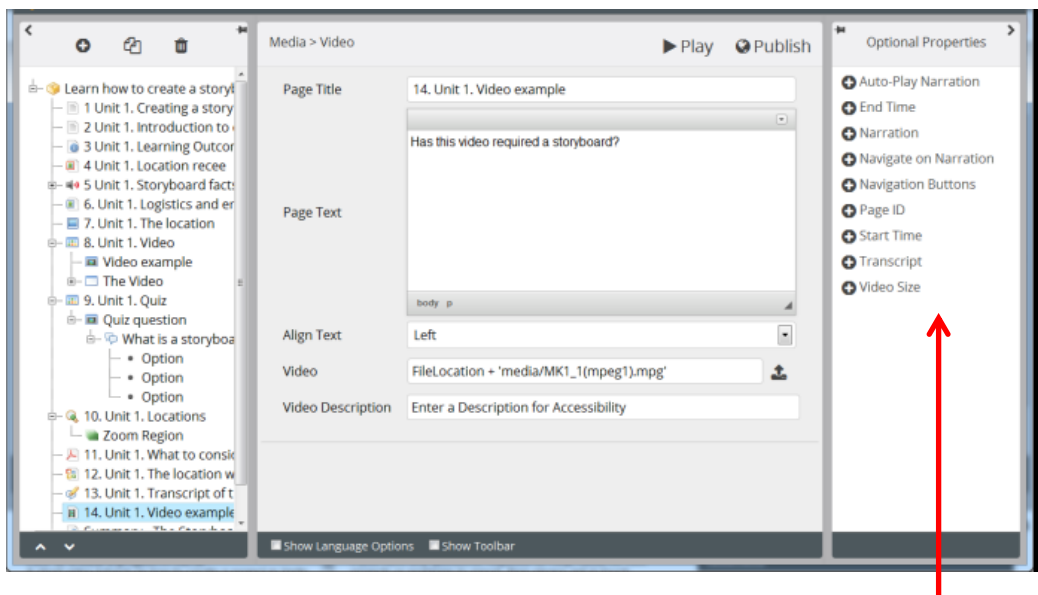 Learn how to create a storyl
1 Unit 1. Creating a story
2 Unit 1. Introduction to
3 Unit 1. Learning Outcor
4 Unit 1. Location recee
5 Unit 1. Storyboard facts
6. Unit 1. Logistics and er
7. Unit 1. The location
8. Unit 1. Video
Video example
The Video
9. Unit 1. Quiz
Quiz question
What is a storyboa
Option
Option
Option
10. Unit 1. Locations
Zoom Region
11. Unit 1. What to consid
12. Unit 1. The location w
13. Unit 1. Transcript of t
14. Unit 1. Video example
Media > Video
Play
Publish
Page Title
14. Unit 1. Video example
Has this video required a storyboard?
Page Text
body p
Align Text
Left
Video
FileLocation + 'media/MK1_1(mpeg1).mpg'
Video Description
Enter a Description for Accessibility
Show Language Options
Show Toolbar
Optional Properties
Auto-Play Narration
End Time
Narration
Navigate on Narration
Navigation Buttons
Page ID
Start Time
Transcript
Video Size